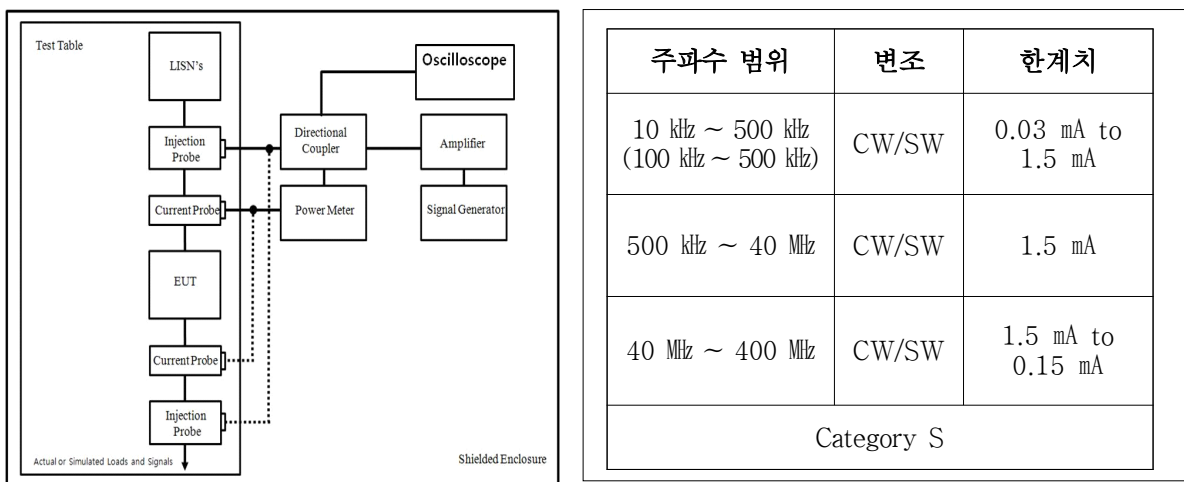 Test Table
LISN's
Oscilloscope
Injection
Probe
Directional
Coupler
Amplifier
Current Probe
Power Meter
Signal Generator
EUT
Current Probe
Injection
Probe
Actual or Simulated Loads and Signals
Shielded Enclosure
주파수 범위 변조 한계치
10 ㎑ ~ 500 ㎑
(100 ㎑ ~ 500 ㎑)
CW/SW
0.03 ㎃ to
1.5 ㎃
500 ㎑ ~ 40 ㎒ CW/SW 1.5 ㎃
40 ㎒ ~ 400 ㎒ CW/SW
1.5 ㎃ to
0.15 ㎃
Category S